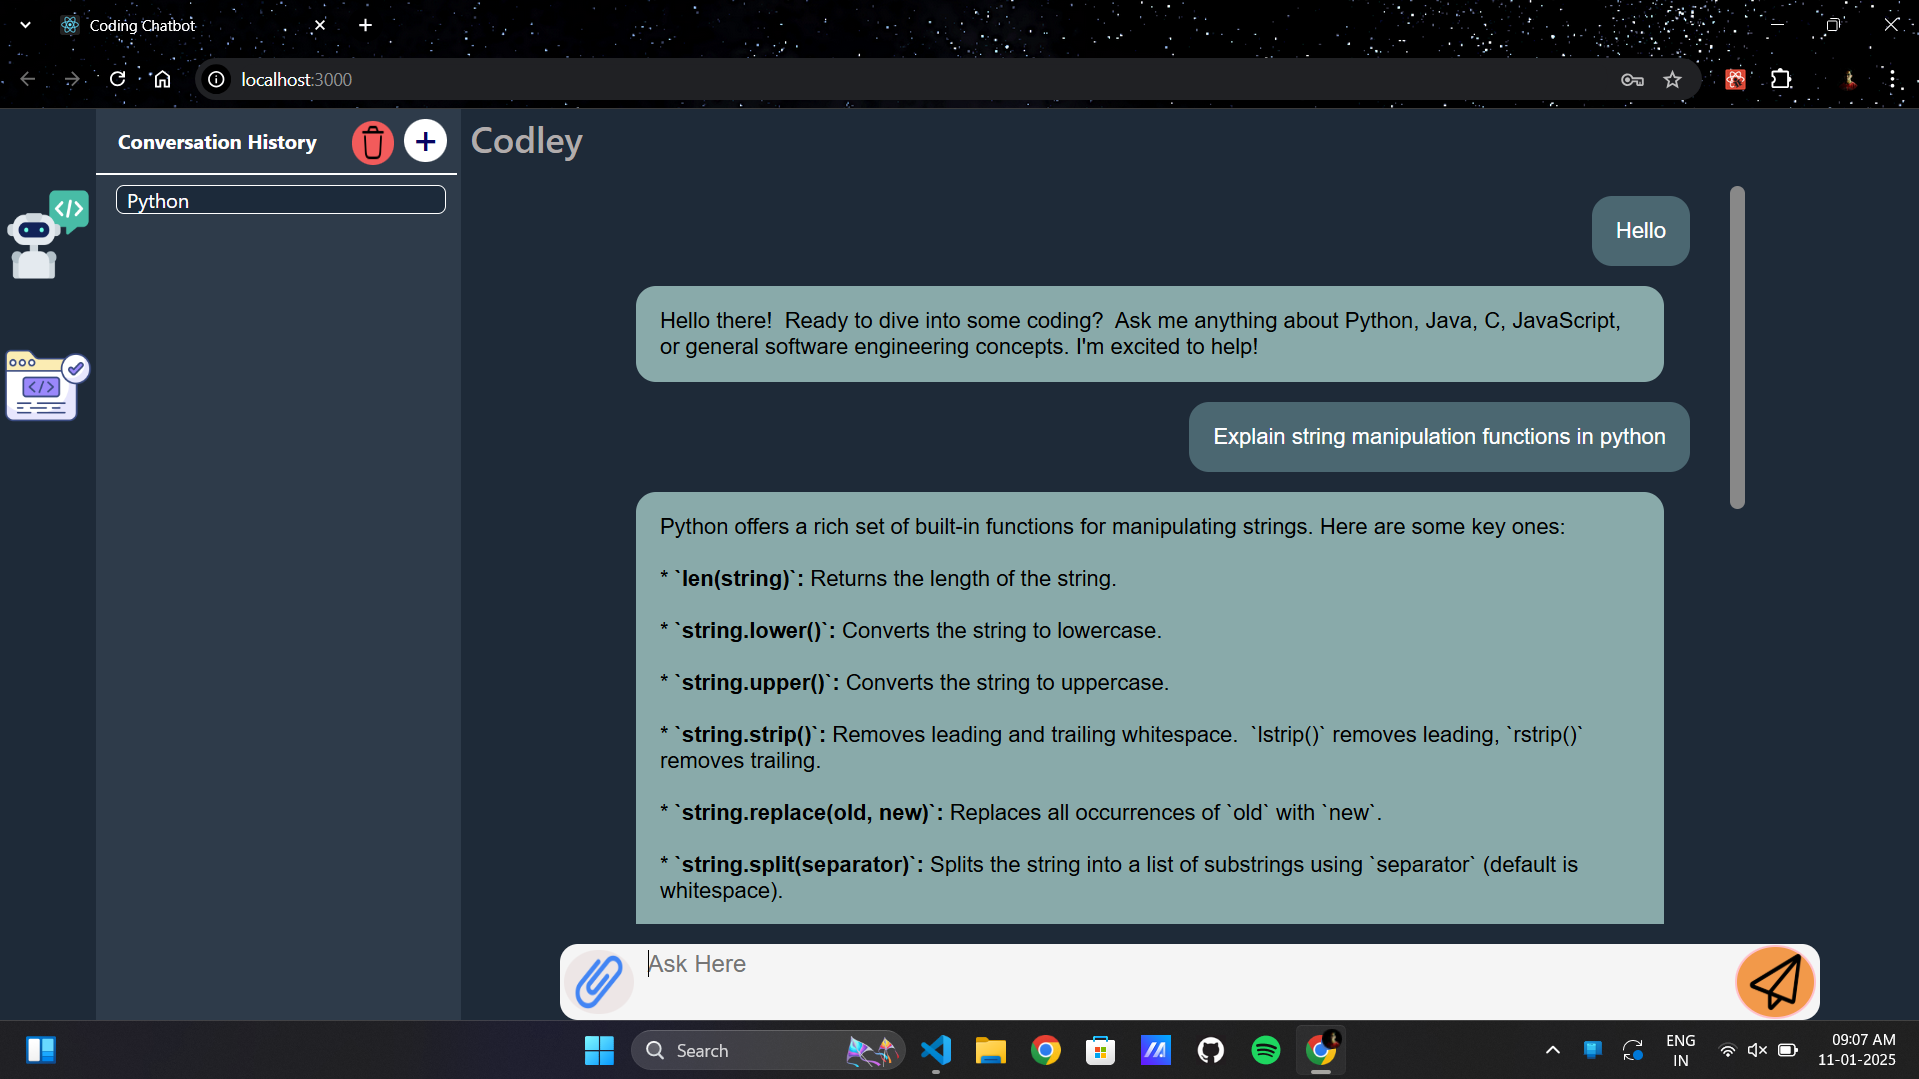 Coding Chatbot
localhost:3000
Conversation History
Codley
Python
</>
</>
Hello
Hello there!  Ready to dive into some coding?  Ask me anything about Python, Java, C, JavaScript,
or general software engineering concepts. I'm excited to help!
Explain string manipulation functions in python
Python offers a rich set of built-in functions for manipulating strings. Here are some key ones:
* `len(string)`: Returns the length of the string.
* `string.lower()`: Converts the string to lowercase.
* `string.upper()`: Converts the string to uppercase.
* `string.strip()`: Removes leading and trailing whitespace.  `lstrip()` removes leading, `rstrip()`
removes trailing.
* `string.replace(old, new)`: Replaces all occurrences of `old` with `new`.
* `string.split(separator)`: Splits the string into a list of substrings using `separator` (default is
whitespace).
Ask Here
Search
ENG
IN
09:07 AM
11-01-2025